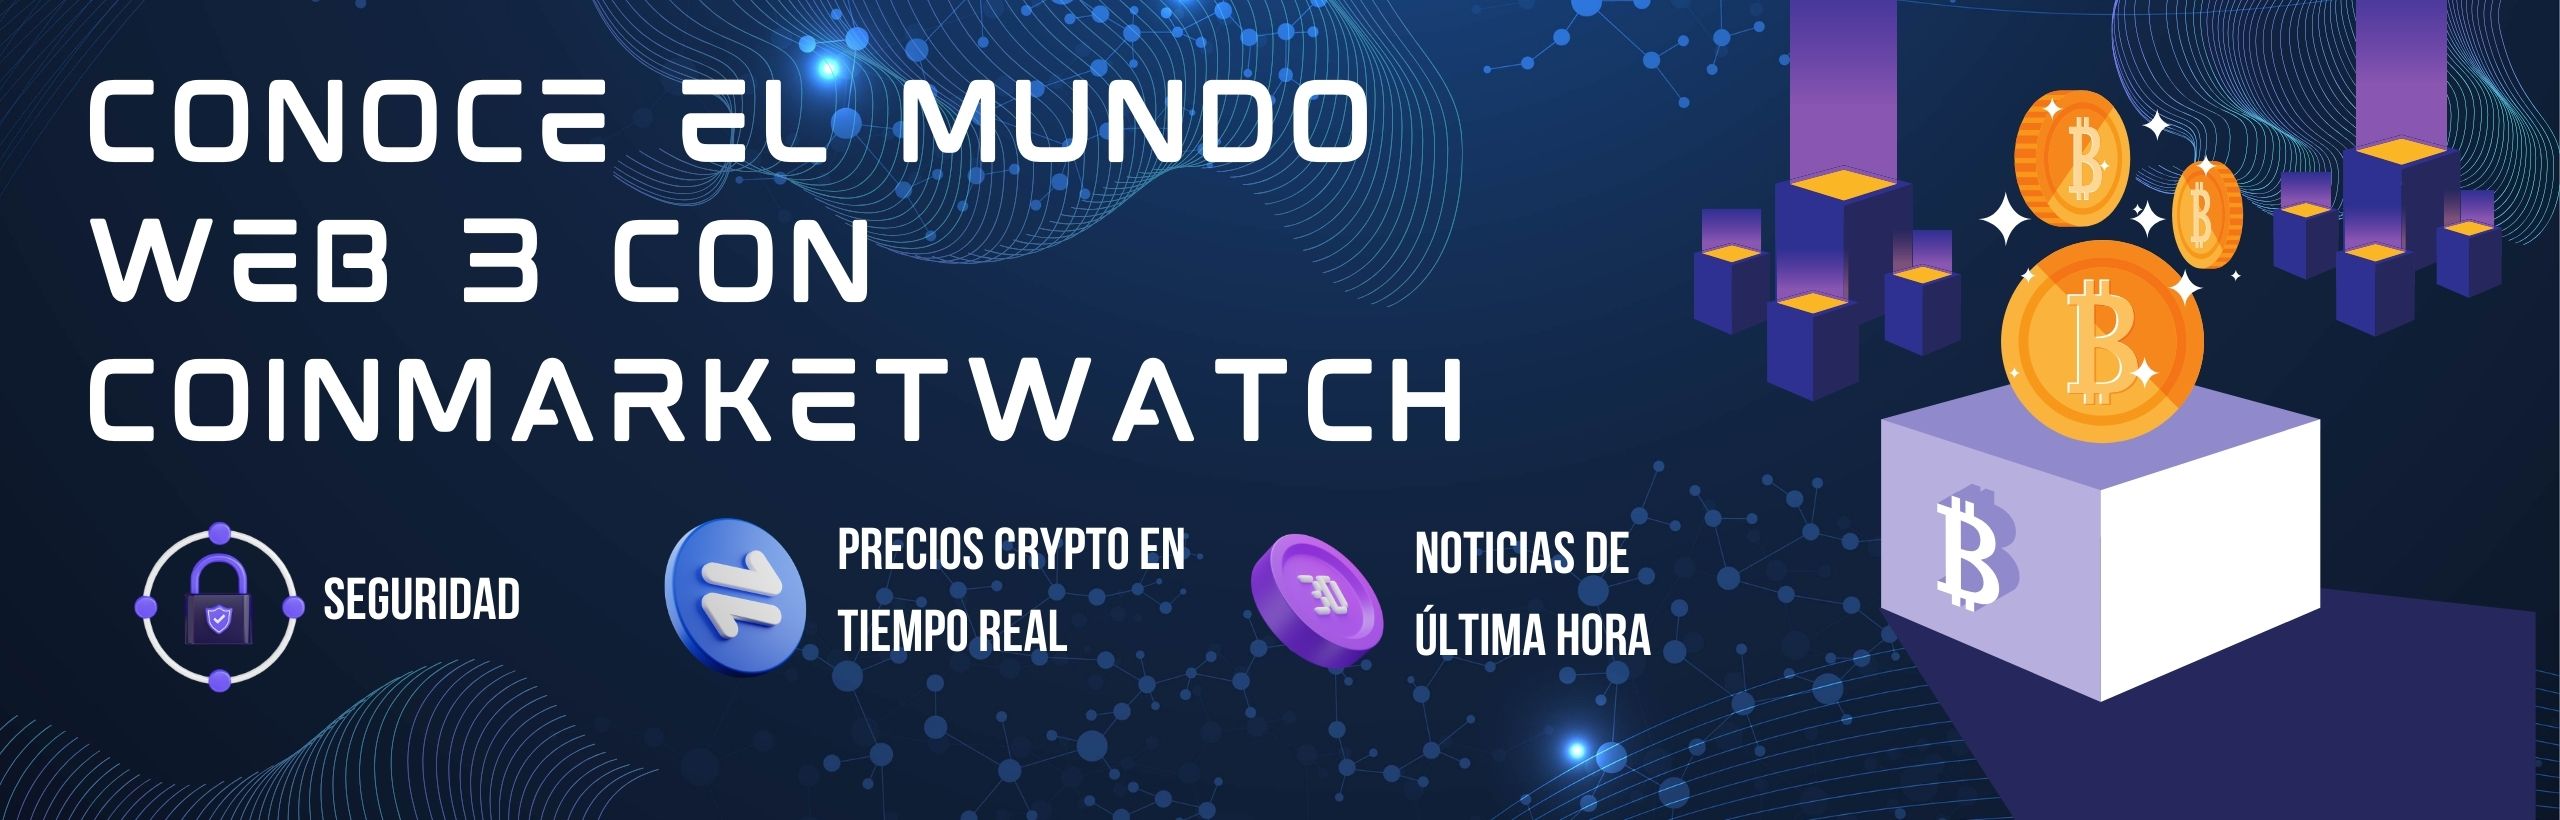 CONOCE EL MUNDO
WEB 3 CON
COINMARKETWATCH
SEGURIDAD
PRECIOS CRYPTO EN
TIEMPO REAL
NOTICIAS DE
ÚLTIMA HORA